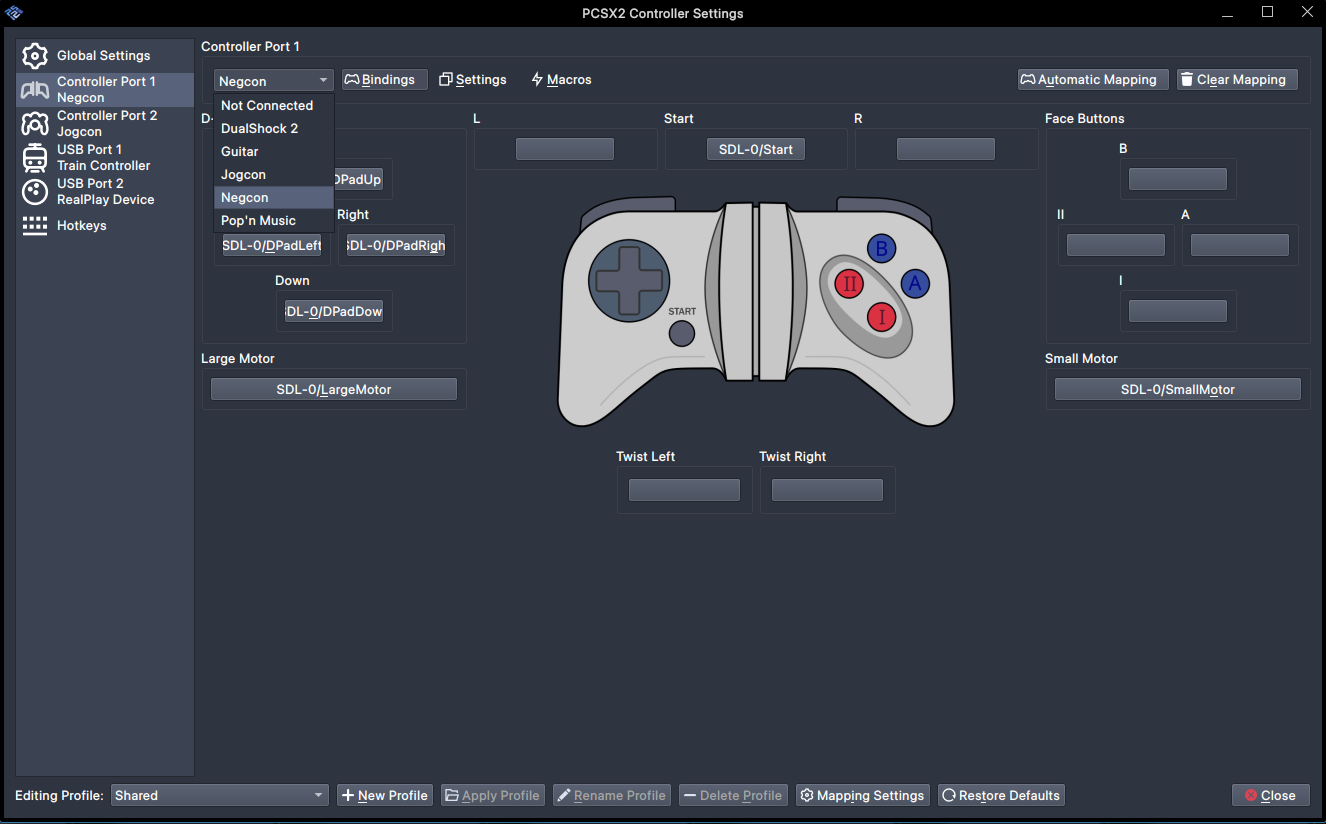 PCSX2 Controller Settings
Global Settings
Controller Port 1
Negcon
Controller Port 2
Jogcon
USB Port 1
Train Controller
USB Port 2
RealPlay Device
Hotkeys
Controller Port 1
Negcon
Bindings
Settings
Macros
Automatic Mapping
Clear Mapping
Not Connected
DualShock 2
Guitar
Jogcon
Negcon
Pop'n Music
D-
DPadUp
Right
SDL-0/DPadLeft
SDL-0/DPadRigh
Down
SDL-0/DPadDow
L
Start
SDL-0/Start
R
Face Buttons
B
II
A
I
B
II
A
I
START
Large Motor
SDL-0/LargeMotor
Small Motor
SDL-0/SmallMotor
Twist Left
Twist Right
Editing Profile:
Shared
New Profile
Apply Profile
Rename Profile
Delete Profile
Mapping Settings
Restore Defaults
Close